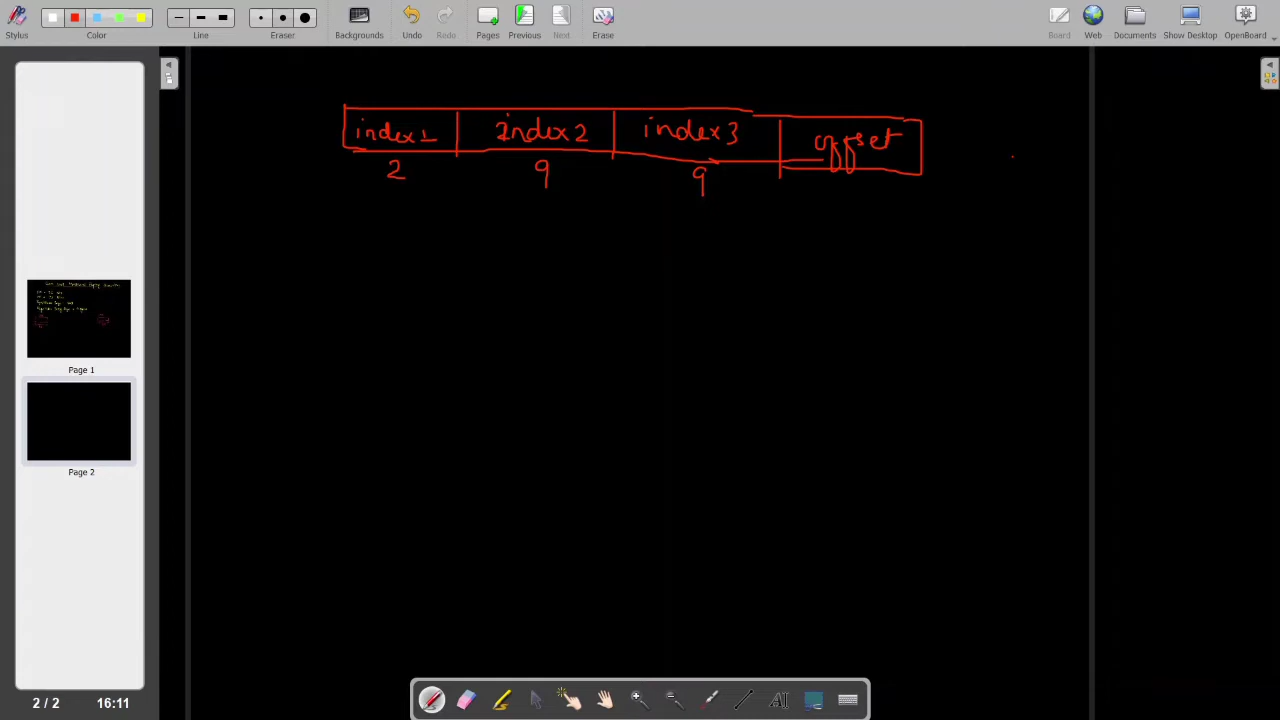 Stylus
Color
Line
Eraser
Backgrounds
Undo
Redo
Pages
Previous
Next
Erase
Board
Web
Documents
Show Desktop
OpenBoard
index1 index2 index3 offset
2 9 9
Page 1
Page 2
2 / 2 16:11